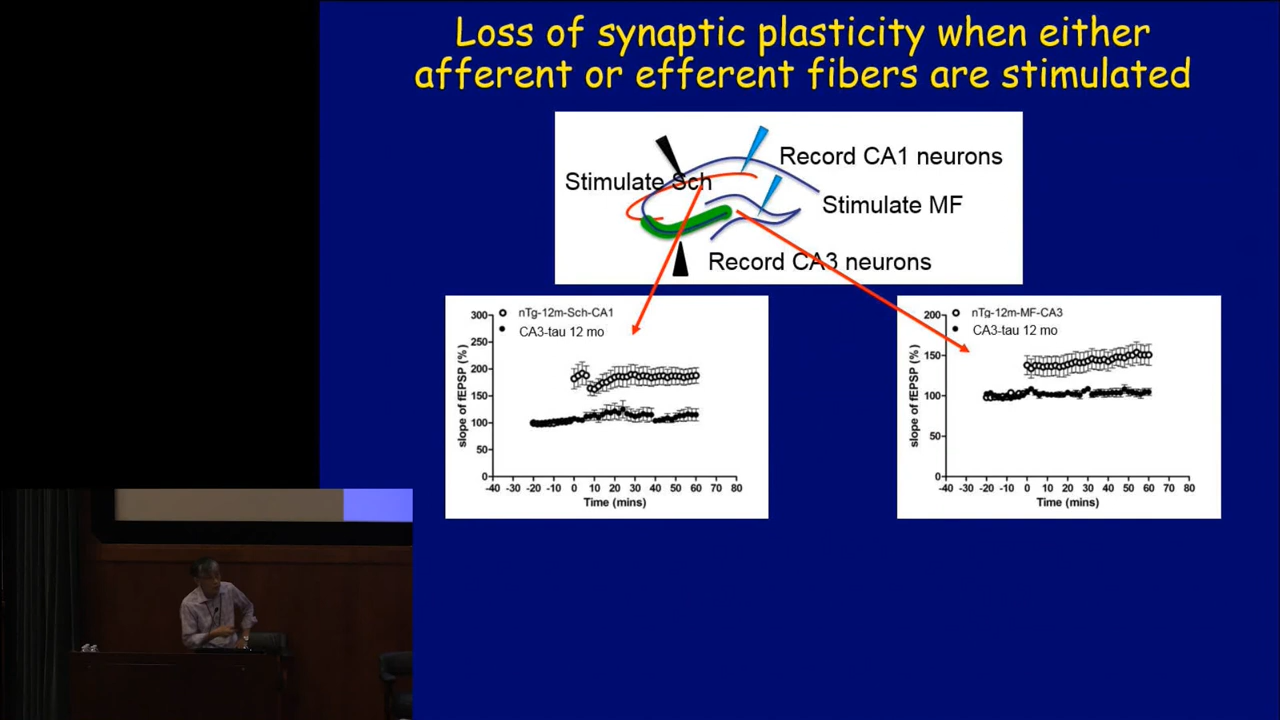 Loss of synaptic plasticity when either
afferent or efferent fibers are stimulated
Record CA1 neurons
Stimulate Sch
Stimulate MF
Record CA3 neurons
nTg-12m-Sch-CA1
CA3-tau 12 mo
300
250
200
150
100
50
0
slope of fEPSP (%)
-40 -30 -20 -10 0 10 20 30 40 50 60 70 80
Time (mins)
nTg-12m-MF-CA3
CA3-tau 12 mo
200
150
100
50
0
slope of fEPSP (%)
-40 -30 -20 -10 0 10 20 30 40 50 60 70 80
Time (mins)